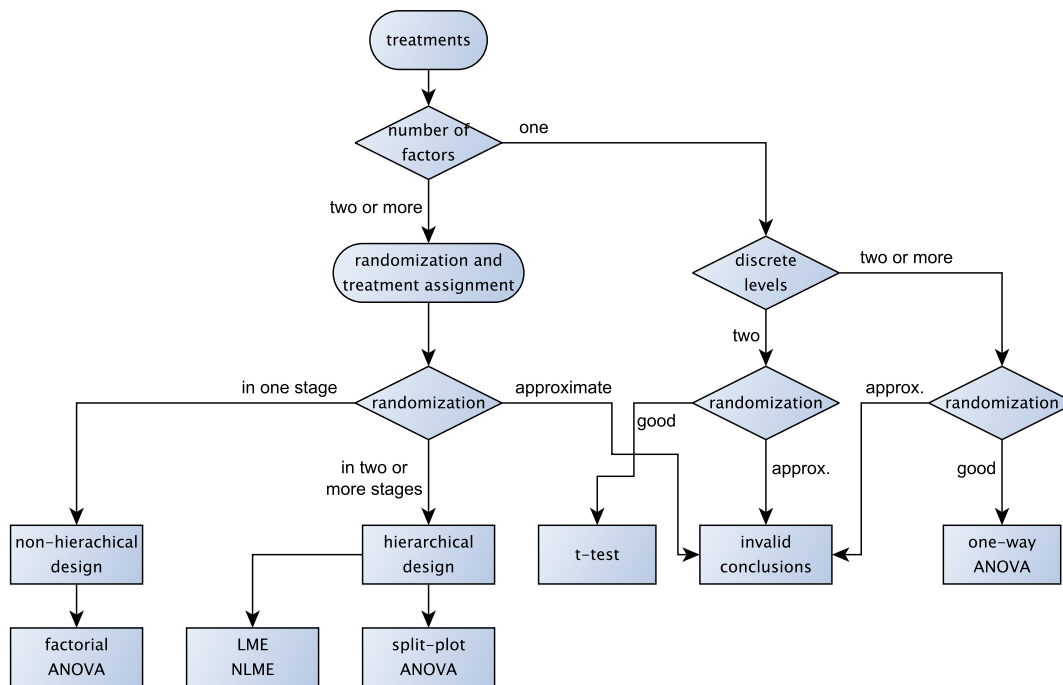 treatments
number of
factors
one
two or more
randomization and
treatment assignment
discrete
levels
two or more
two
in one stage
randomization
approximate
randomization
approx.
randomization
good
in two or
more stages
approx.
good
non-hierachical
design
hierarchical
design
t-test
invalid
conclusions
one-way
ANOVA
factorial
ANOVA
LME
NLME
split-plot
ANOVA